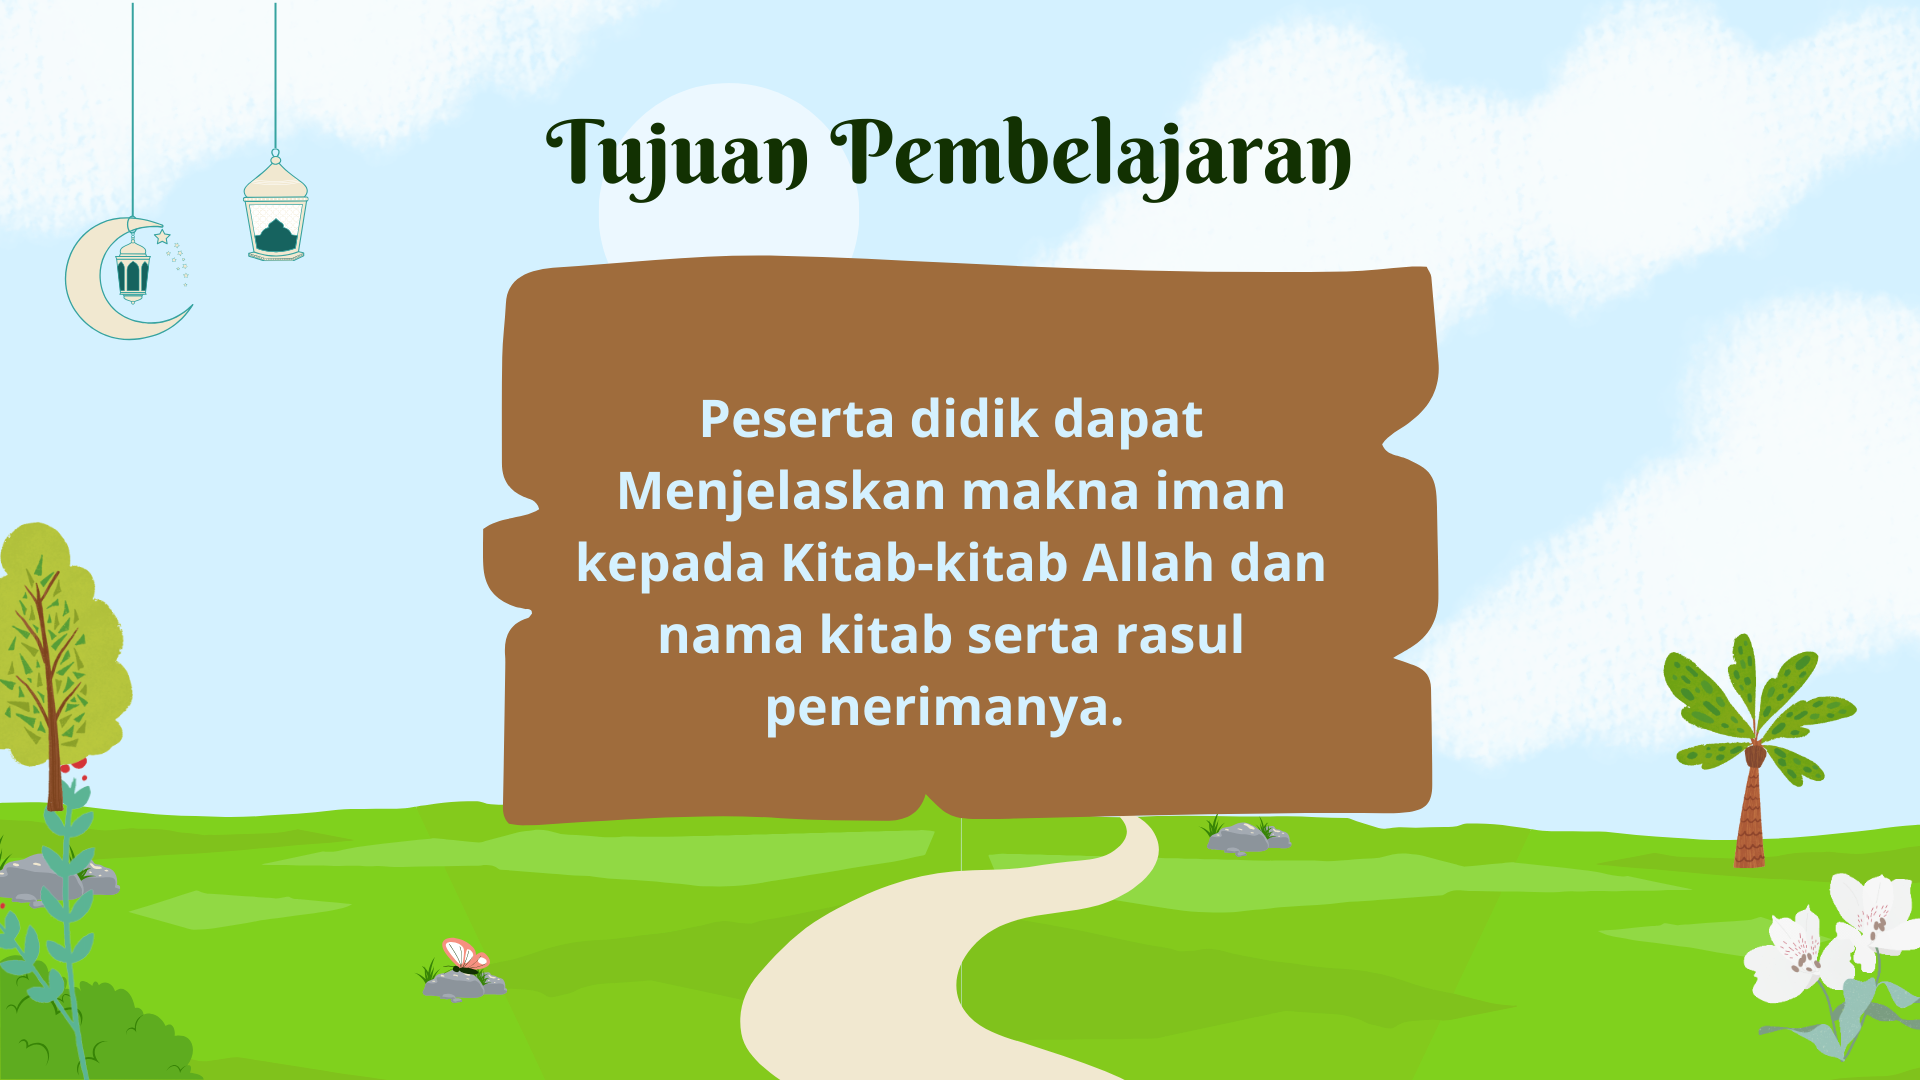 Tujuan Pembelajaran
Peserta didik dapat
Menjelaskan makna iman
kepada Kitab-kitab Allah dan
nama kitab serta rasul
penerimanya.